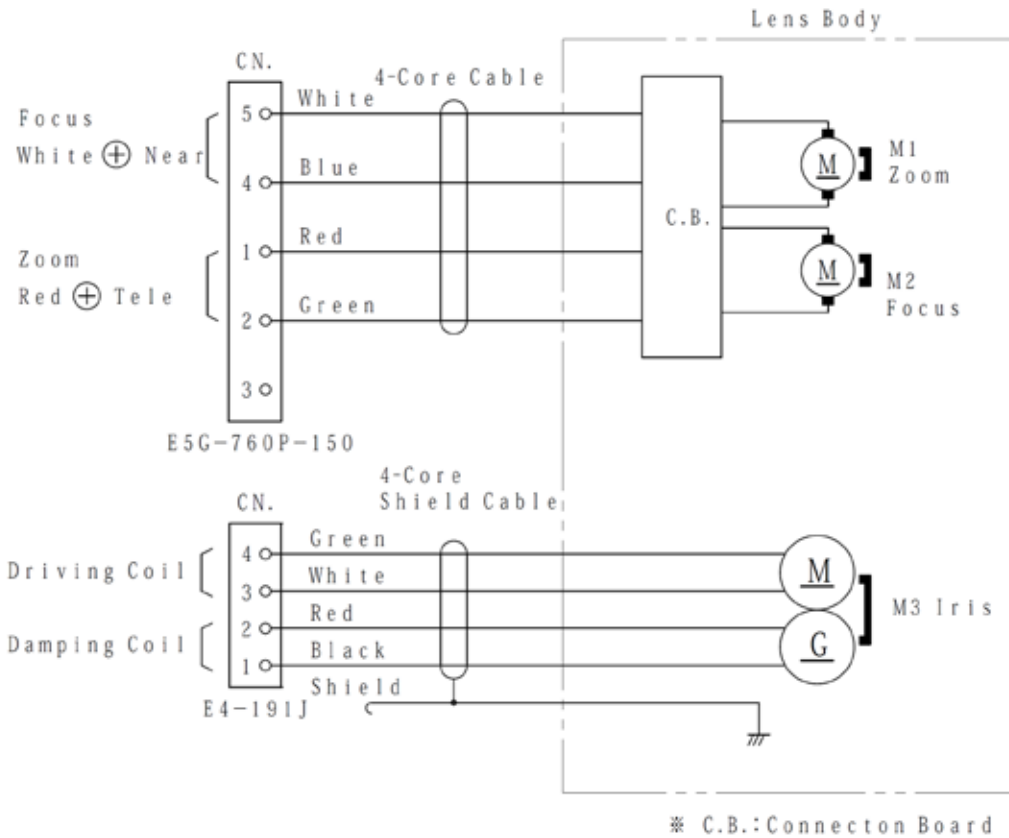 Lens Body
CN.
4-Core Cable
White
5
Focus
White ⊕ Near
Blue
4
M
M1
Zoom
C.B.
Red
1
Zoom
Red ⊕ Tele
Green
2
M
M2
Focus
3
E5G-760P-150
4-Core
Shield Cable
CN.
Green
4
Driving Coil
White
3
M
Red
2
M3 Iris
Damping Coil
Black
1
G
Shield
E4-191J
※ C.B.:Connecton Board